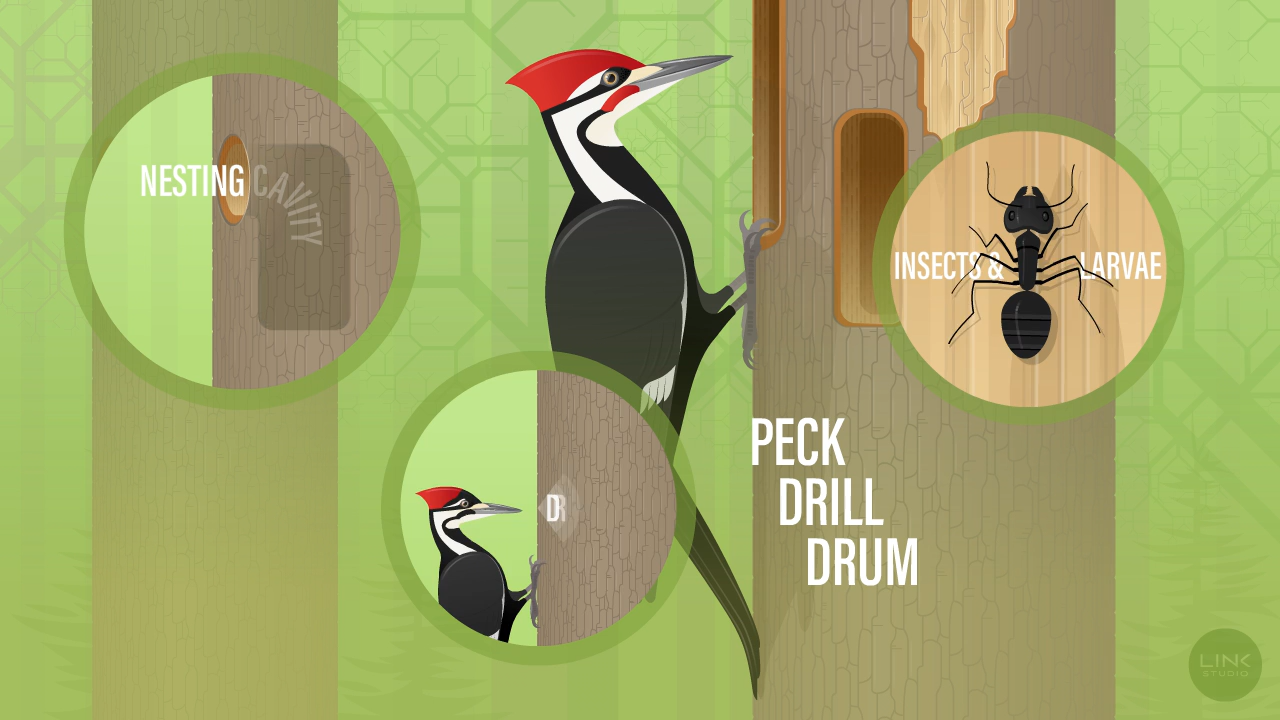 NESTING CAVITY
INSECTS & LARVAE
PECK
DRILL
DRUM
DR
LINK
STUDIO